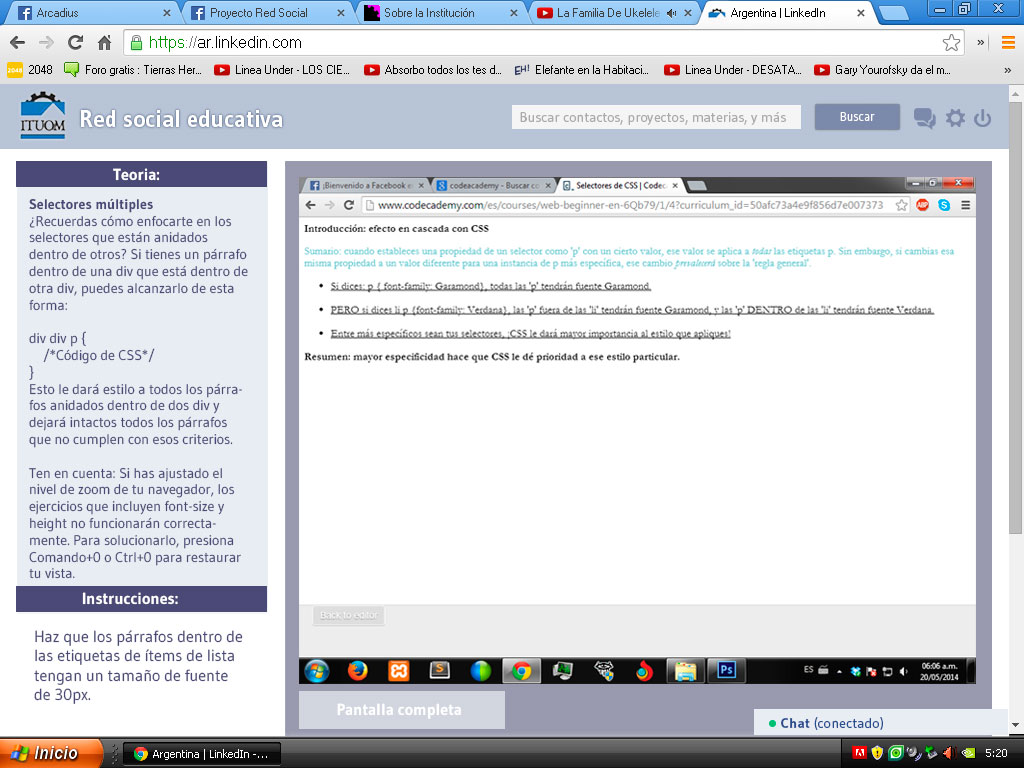 Arcadius
Proyecto Red Social
Sobre la Institución
La Familia De Ukelele
Argentina | LinkedIn
https://ar.linkedin.com
2048
2048
Foro gratis : Tierras Her...
Linea Under - LOS CIE...
Absorbo todos los tes d...
EH!
Elefante en la Habitaci...
Linea Under - DESATA...
Gary Yourofsky da el m...
ITUOM
Red social educativa
Buscar contactos, proyectos, materias, y más
Buscar
Teoria:
Selectores múltiples
¿Recuerdas cómo enfocarte en los
selectores que están anidados
dentro de otros? Si tienes un párrafo
dentro de una div que está dentro de
otra div, puedes alcanzarlo de esta
forma:
div div p {
/*Código de CSS*/
}
Esto le dará estilo a todos los párra-
fos anidados dentro de dos div y
dejará intactos todos los párrafos
que no cumplen con esos criterios.
Ten en cuenta: Si has ajustado el
nivel de zoom de tu navegador, los
ejercicios que incluyen font-size y
height no funcionarán correcta-
mente. Para solucionarlo, presiona
Comando+0 o Ctrl+0 para restaurar
tu vista.
Instrucciones:
Haz que los párrafos dentro de
las etiquetas de ítems de lista
tengan un tamaño de fuente
de 30px.
¡Bienvenido a Facebook e
codeacademy - Buscar co
Selectores de CSS | Codec
www.codecademy.com/es/courses/web-beginner-en-6Qb79/1/4?curriculum_id=50afc73a4e9f856d7e007373
ABP
Introducción: efecto en cascada con CSS
Sumario: cuando estableces una propiedad de un selector como 'p' con un cierto valor, ese valor se aplica a todas las etiquetas p. Sin embargo, si cambias esa
misma propiedad a un valor diferente para una instancia de p más específica, ese cambio prevalecerá sobre la 'regla general'.
Si dices: p { font-family: Garamond}, todas las 'p' tendrán fuente Garamond.
PERO si dices li p {font-family: Verdana}, las 'p' fuera de las 'li' tendrán fuente Garamond, y las 'p' DENTRO de las 'li' tendrán fuente Verdana.
Entre más específicos sean tus selectores, ¡CSS le dará mayor importancia al estilo que apliques!
Resumen: mayor especificidad hace que CSS le dé prioridad a ese estilo particular.
Back to editor
ES
06:06 a.m.
20/05/2014
Pantalla completa
Chat (conectado)
Inicio
Argentina | LinkedIn -...
5:20